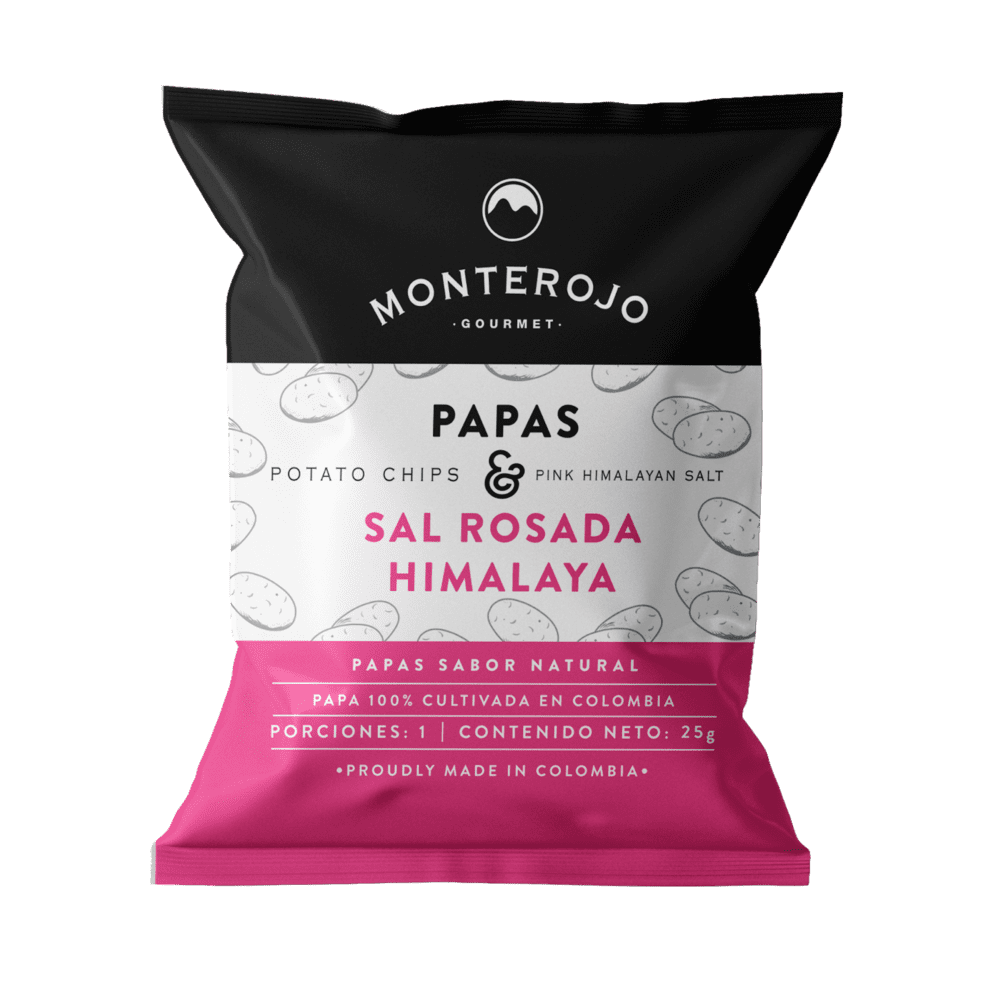 MONTEROJO
·GOURMET·
PAPAS
POTATO CHIPS & PINK HIMALAYAN SALT
SAL ROSADA
HIMALAYA
PAPAS SABOR NATURAL
PAPA 100% CULTIVADA EN COLOMBIA
PORCIONES: 1 | CONTENIDO NETO: 25g
•PROUDLY MADE IN COLOMBIA•